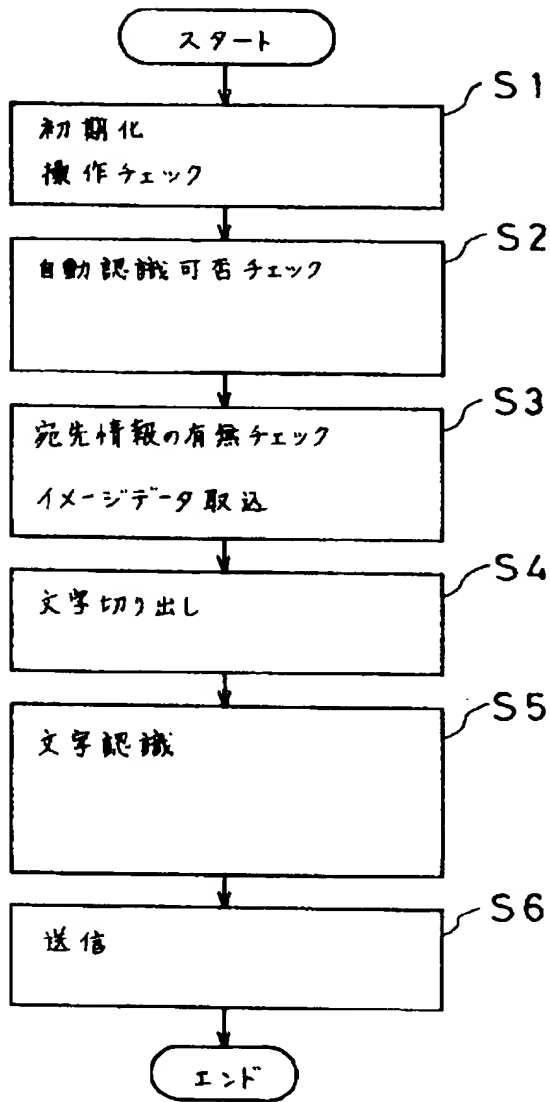 スタート
S1
初期化
操作チェック
S2
自動認識可否チェック
S3
宛先情報の有無チェック
イメージデータ取込
S4
文字切り出し
S5
文字認識
S6
送信
エンド